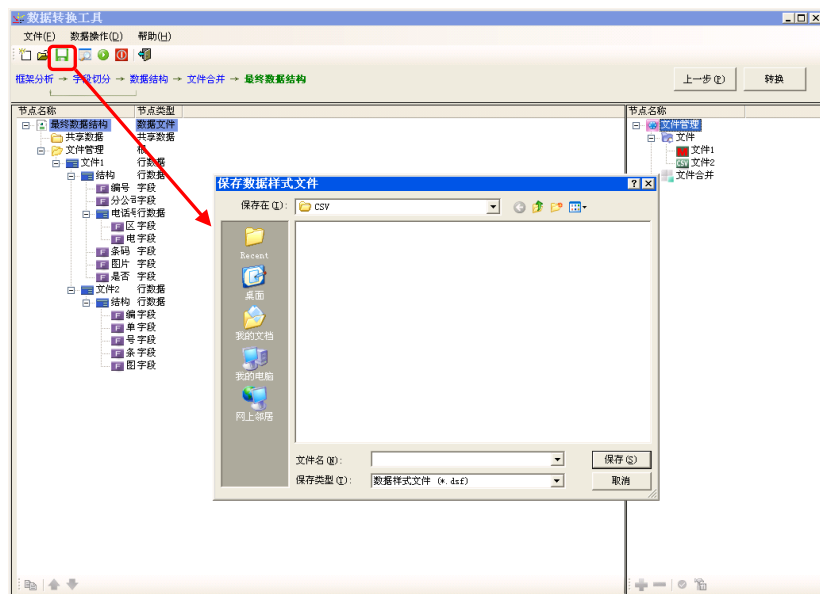 数据转换工具
文件(F) 数据操作(D) 帮助(H)
框架分析 → 字段切分 → 数据结构 → 文件合并 → 最终数据结构
上一步(P) 转换
节点名称 节点类型
最终数据结构 数据文件
共享数据 共享数据
文件管理 根
文件1 行数据
结构 行数据
编号 字段
分公司 字段
电话号 行数据
区 字段
电 字段
条码 字段
图片 字段
是否 字段
文件2 行数据
结构 行数据
编 字段
单 字段
号 字段
条 字段
图 字段
保存数据样式文件
保存在(I): CSV
Recent
桌面
我的文档
我的电脑
网上邻居
文件名(N): 保存(S)
保存类型(T): 数据样式文件 (*.dsf) 取消
节点名称
文件管理
文件
文件1
CSV 文件2
文件合并